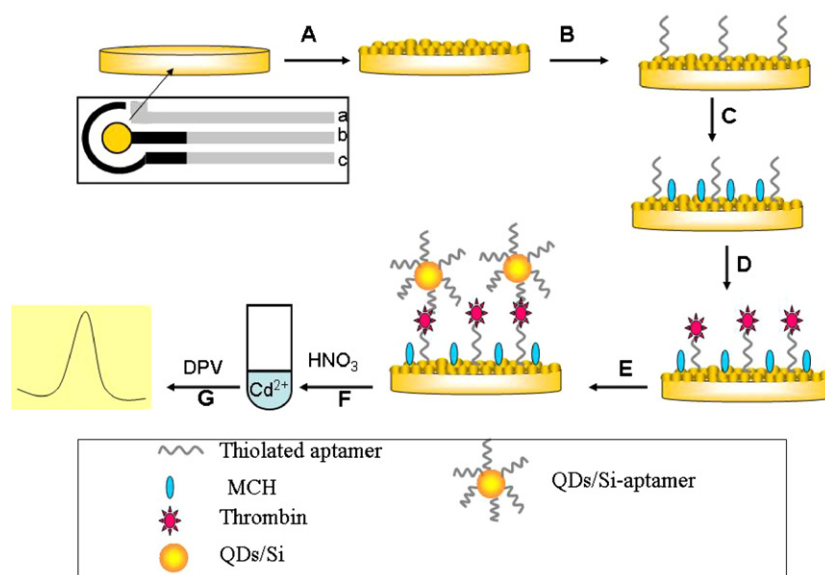 A
B
a
b
c
C
D
E
HNO₃
F
Cd²⁺
DPV
G
Thiolated aptamer
MCH
Thrombin
QDs/Si
QDs/Si-aptamer